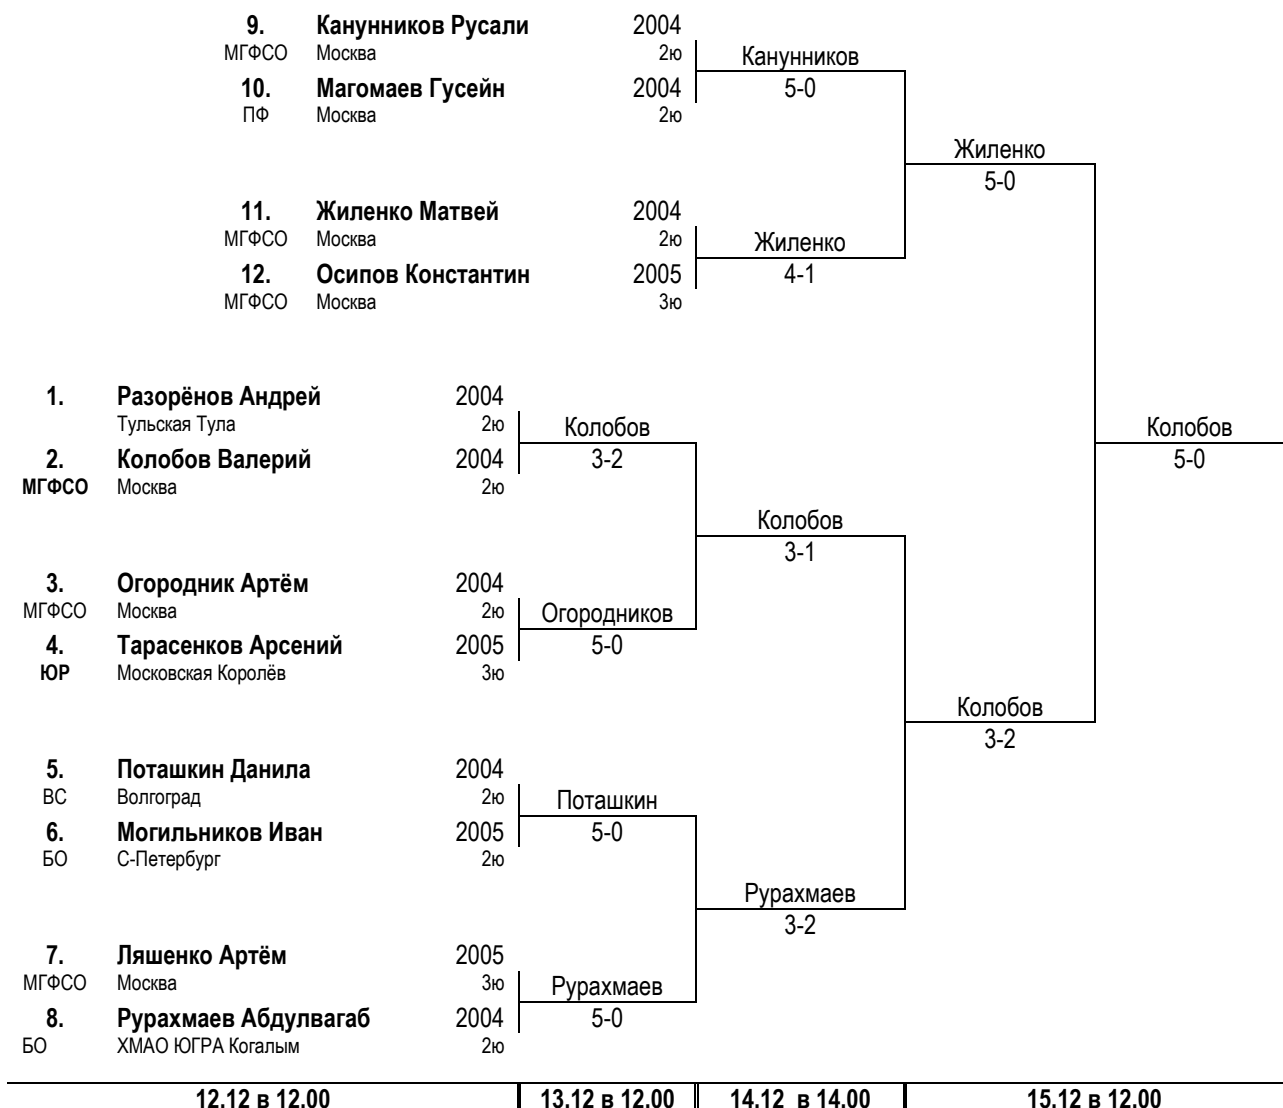 9. Канунников Русали 2004
МГФСО Москва 2ю Канунников
10. Магомаев Гусейн 2004 5-0
ПФ Москва 2ю
Жиленко
5-0
11. Жиленко Матвей 2004
МГФСО Москва 2ю Жиленко
12. Осипов Константин 2005 4-1
МГФСО Москва 3ю
1. Разорёнов Андрей 2004
Тульская Тула 2ю Колобов Колобов
2. Колобов Валерий 2004 3-2 5-0
МГФСО Москва 2ю
Колобов
3-1
3. Огородник Артём 2004
МГФСО Москва 2ю Огородников
4. Тарасенков Арсений 2005 5-0
ЮР Московская Королёв 3ю
Колобов
3-2
5. Поташкин Данила 2004
ВС Волгоград 2ю Поташкин
6. Могильников Иван 2005 5-0
БО С-Петербург 2ю
Рурахмаев
3-2
7. Ляшенко Артём 2005
МГФСО Москва 3ю Рурахмаев
8. Рурахмаев Абдулвагаб 2004 5-0
БО ХМАО ЮГРА Когалым 2ю
12.12 в 12.00 13.12 в 12.00 14.12 в 14.00 15.12 в 12.00